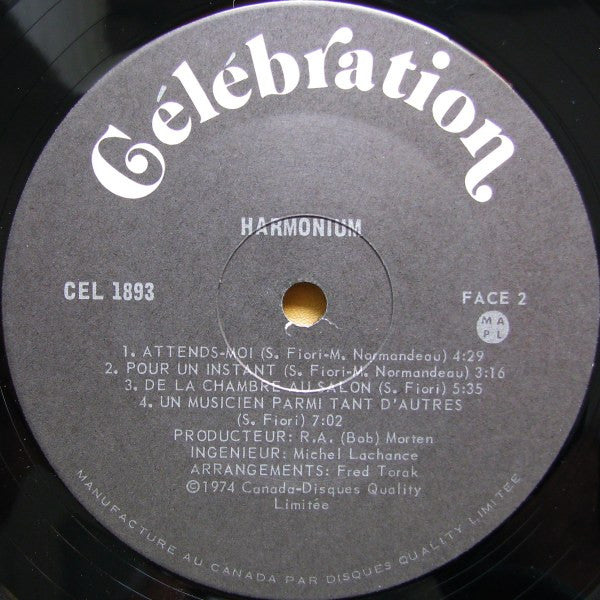 Célébration
HARMONIUM
CEL 1893
FACE 2
MA
PL
1. ATTENDS-MOI (S. Fiori-M. Normandeau) 4:29
2. POUR UN INSTANT (S. Fiori-M. Normandeau) 3:16
3. DE LA CHAMBRE AU SALON (S. Fiori) 5:35
4. UN MUSICIEN PARMI TANT D'AUTRES
(S. Fiori) 7:02
PRODUCTEUR: R.A. (Bob) Morten
INGENIEUR: Michel Lachance
ARRANGEMENTS: Fred Torak
©1974 Canada-Disques Quality
Limitée
MANUFACTURE AU CANADA PAR DISQUES QUALITY LIMITEE